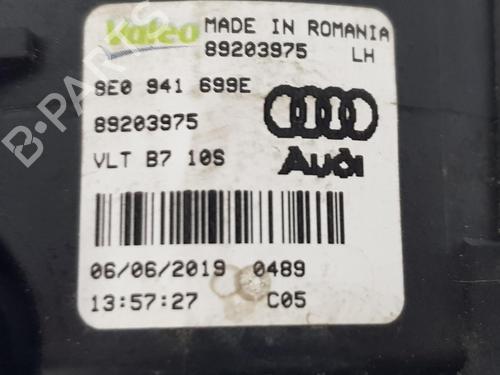 Valeo MADE IN ROMANIA
89203975 LH
8E0 941 699E
89203975
VLT B7 10S
Audi
06/06/2019 0489
13:57:27 C05
B-PARTS